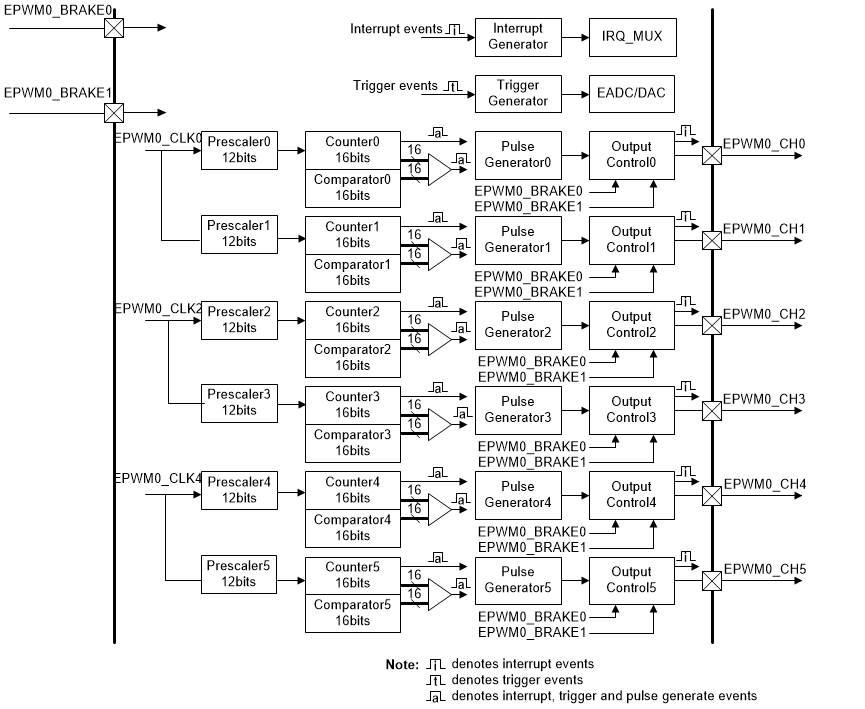 EPWM0_BRAKE0
EPWM0_BRAKE1
Interrupt events
Interrupt
Generator
IRQ_MUX
Trigger events
Trigger
Generator
EADC/DAC
EPWM0_CLK0
Prescaler0
12bits
Counter0
16bits
Comparator0
16bits
a
16
16
a
Pulse
Generator0
Output
Control0
i
EPWM0_BRAKE0
EPWM0_BRAKE1
EPWM0_CH0
Prescaler1
12bits
Counter1
16bits
Comparator1
16bits
a
16
16
a
Pulse
Generator1
Output
Control1
i
EPWM0_BRAKE0
EPWM0_BRAKE1
EPWM0_CH1
EPWM0_CLK2
Prescaler2
12bits
Counter2
16bits
Comparator2
16bits
a
16
16
a
Pulse
Generator2
Output
Control2
i
EPWM0_BRAKE0
EPWM0_BRAKE1
EPWM0_CH2
Prescaler3
12bits
Counter3
16bits
Comparator3
16bits
a
16
16
a
Pulse
Generator3
Output
Control3
i
EPWM0_BRAKE0
EPWM0_BRAKE1
EPWM0_CH3
EPWM0_CLK4
Prescaler4
12bits
Counter4
16bits
Comparator4
16bits
a
16
16
a
Pulse
Generator4
Output
Control4
i
EPWM0_BRAKE0
EPWM0_BRAKE1
EPWM0_CH4
Prescaler5
12bits
Counter5
16bits
Comparator5
16bits
a
16
16
a
Pulse
Generator5
Output
Control5
i
EPWM0_BRAKE0
EPWM0_BRAKE1
EPWM0_CH5
Note: i denotes interrupt events
t denotes trigger events
a denotes interrupt, trigger and pulse generate events